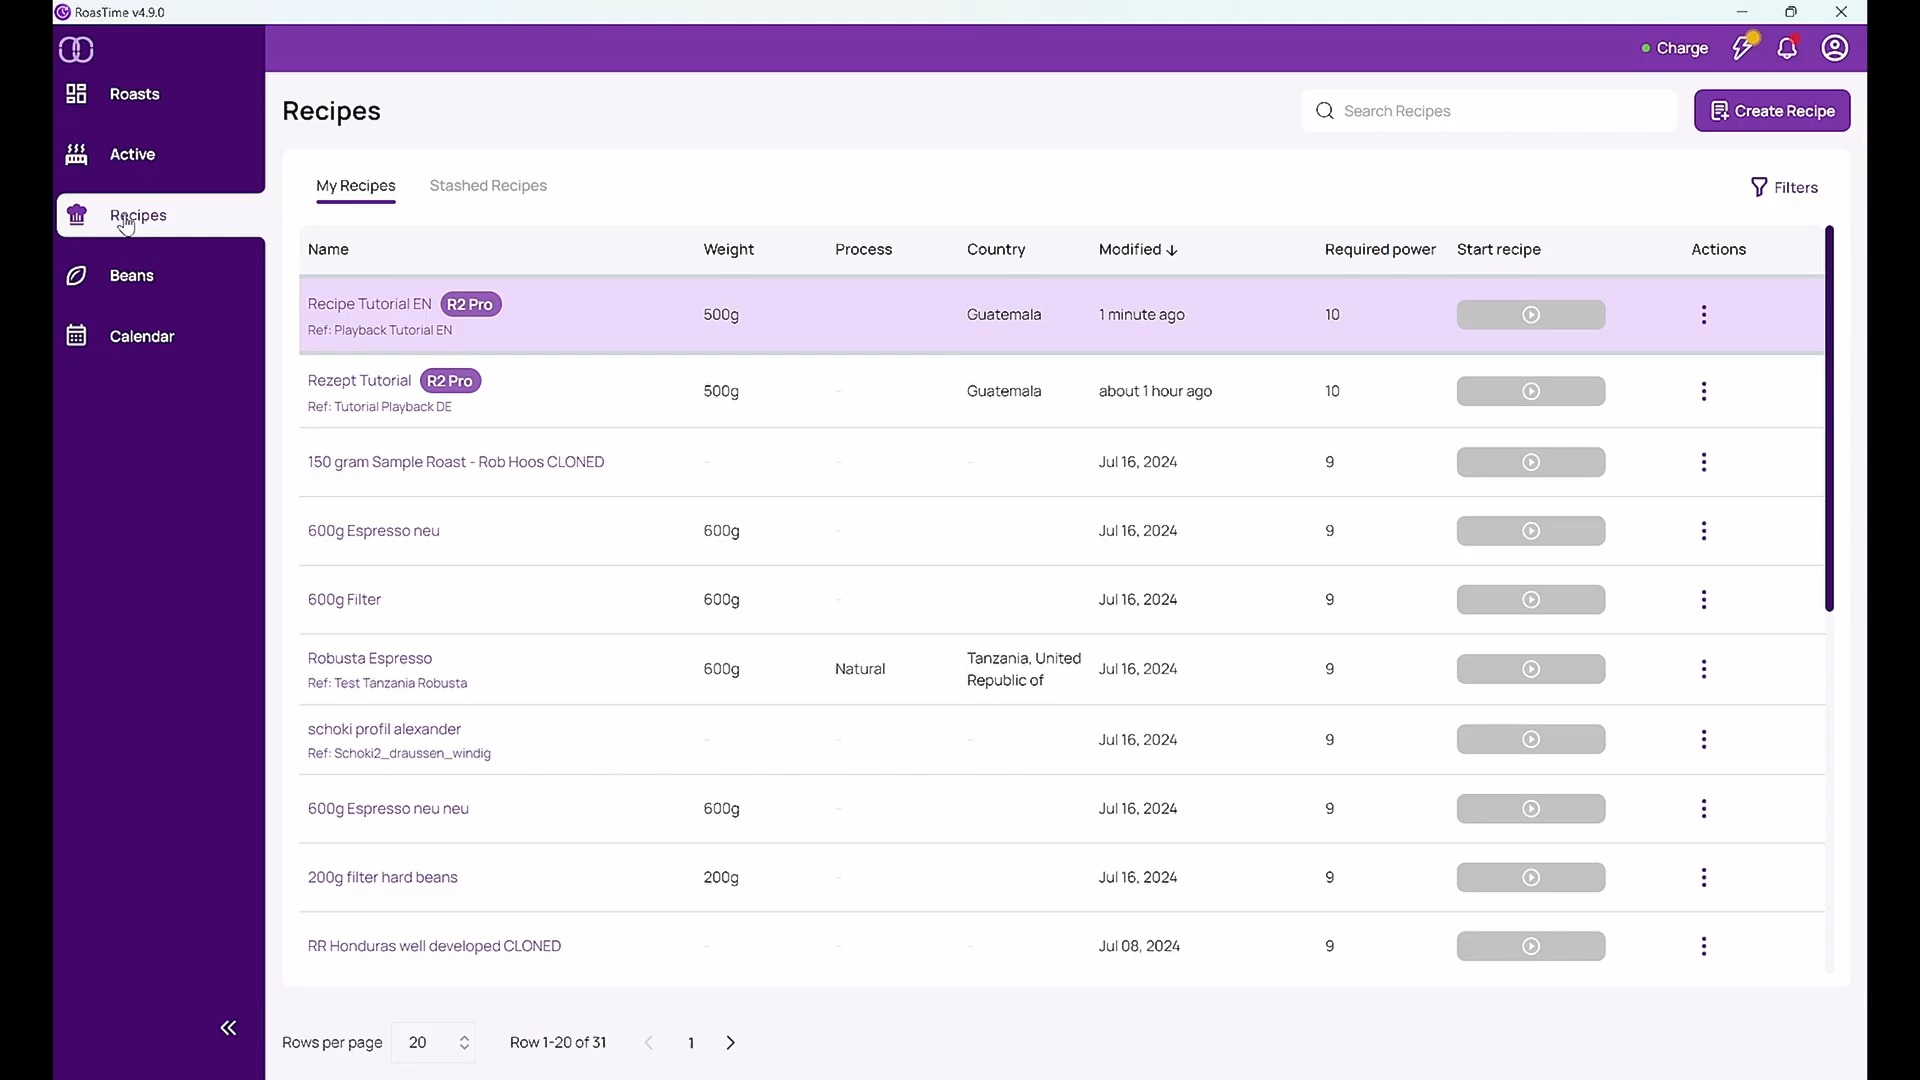 RoasTime v4.9.0
Charge
Roasts
Active
Recipes
Beans
Calendar
Recipes
Search Recipes
Create Recipe
My Recipes
Stashed Recipes
Filters
Name Weight Process Country Modified ↓ Required power Start recipe Actions
Recipe Tutorial EN R2 Pro
Ref: Playback Tutorial EN
500g Guatemala 1 minute ago 10
Rezept Tutorial R2 Pro
Ref: Tutorial Playback DE
500g - Guatemala about 1 hour ago 10
150 gram Sample Roast - Rob Hoos CLONED - - - Jul 16, 2024 9
600g Espresso neu 600g - Jul 16, 2024 9
600g Filter 600g - Jul 16, 2024 9
Robusta Espresso
Ref: Test Tanzania Robusta
600g Natural Tanzania, United
Republic of
Jul 16, 2024 9
schoki profil alexander
Ref: Schoki2_draussen_windig
- - - Jul 16, 2024 9
600g Espresso neu neu 600g - Jul 16, 2024 9
200g filter hard beans 200g - Jul 16, 2024 9
RR Honduras well developed CLONED - - - Jul 08, 2024 9
Rows per page 20 Row 1-20 of 31 1